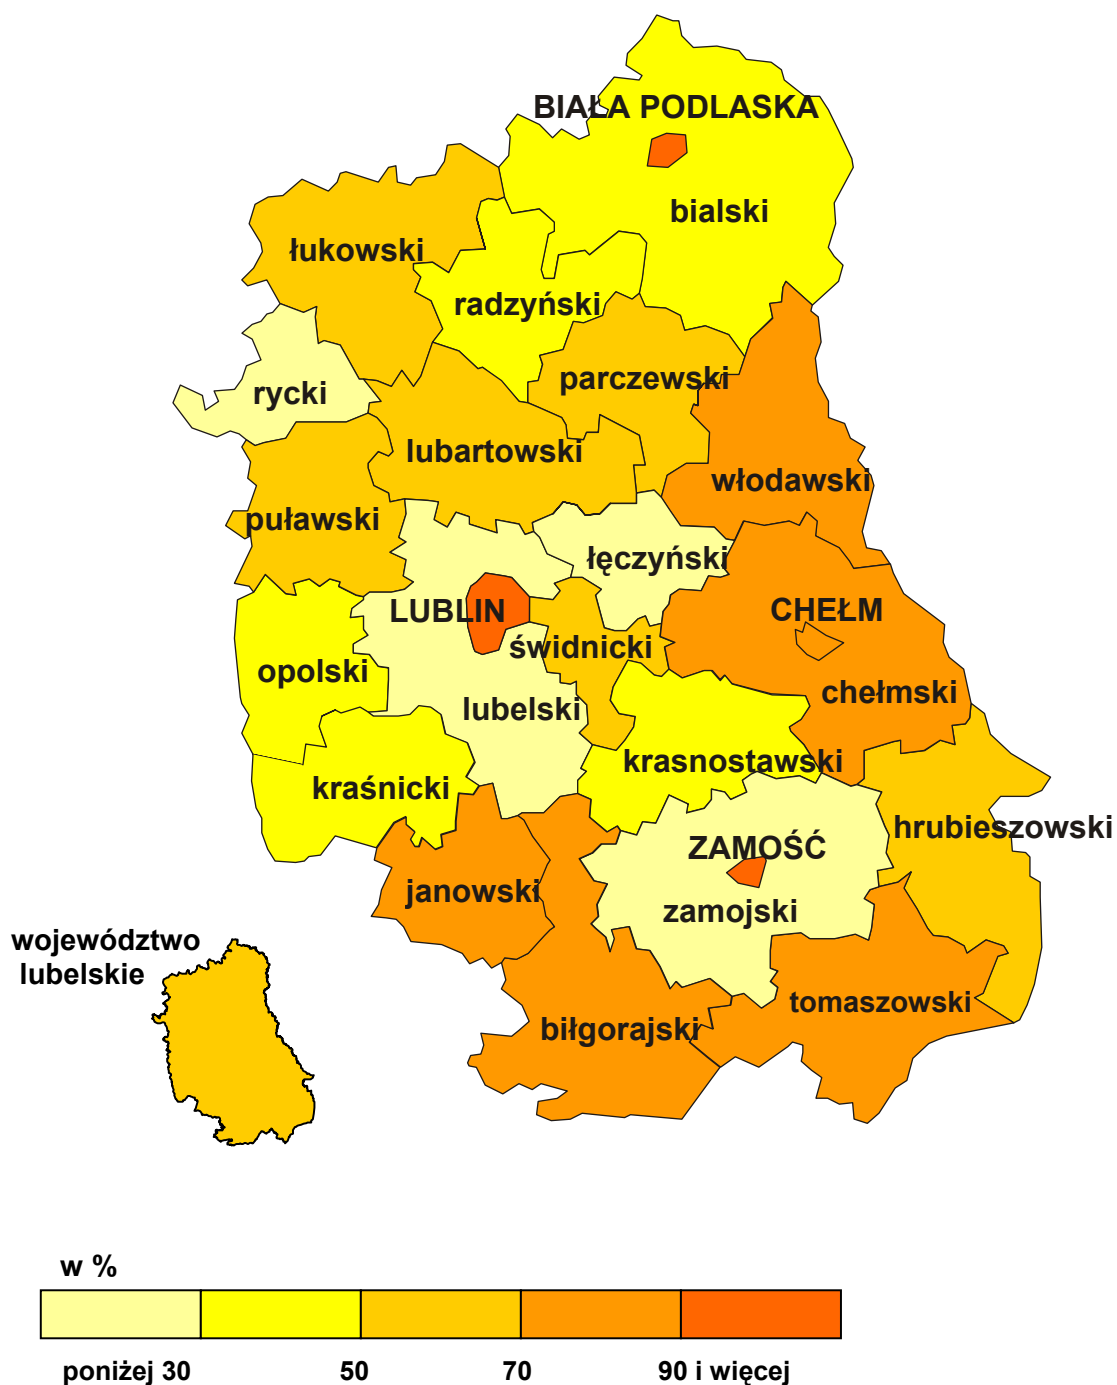 BIAŁA PODLASKA
bialski
łukowski
radzyński
parczewski
rycki
lubartowski
włodawski
puławski
łęczyński
LUBLIN
CHEŁM
świdnicki
opolski
chełmski
lubelski
krasnostawski
kraśnicki
hrubieszowski
ZAMOŚĆ
janowski
zamojski
województwo
lubelskie
tomaszowski
biłgorajski
w %
poniżej 30 50 70 90 i więcej